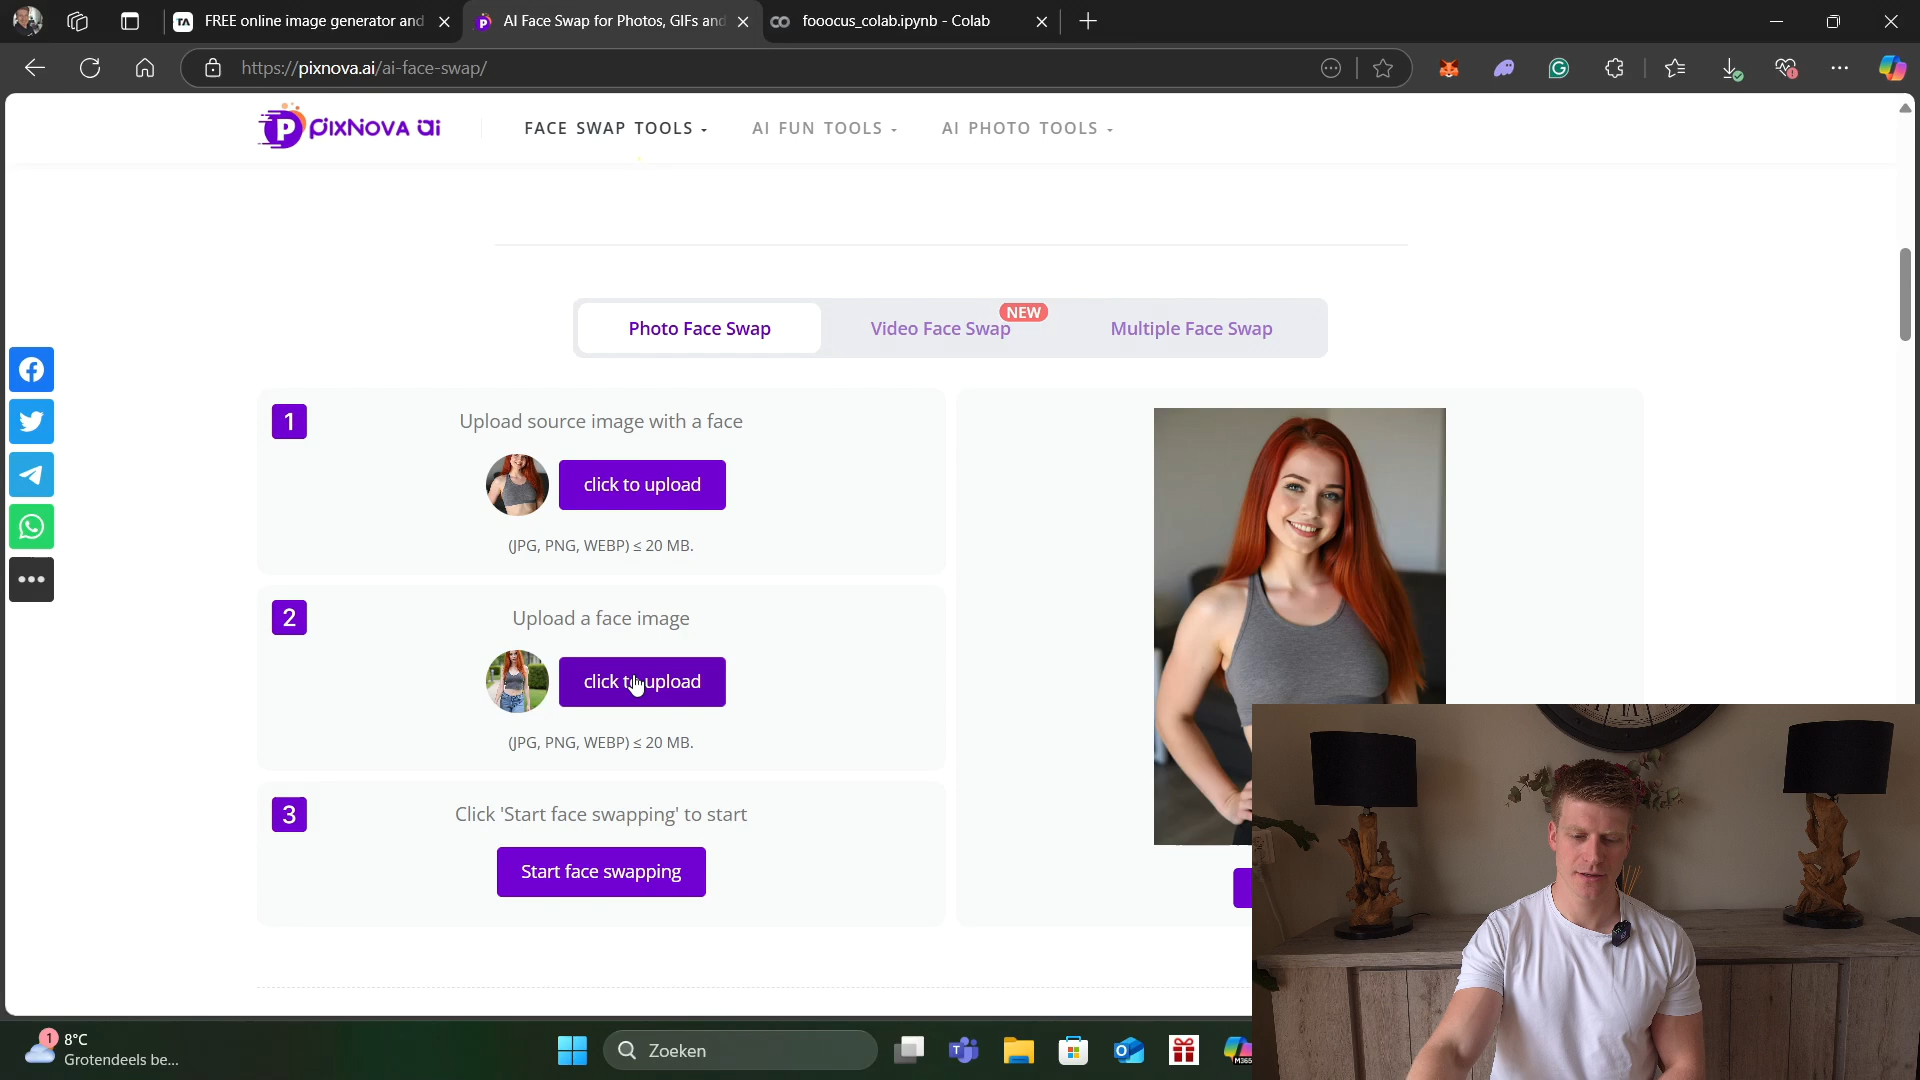 TA FREE online image generator and
AI Face Swap for Photos, GIFs and
fooocus_colab.ipynb - Colab
https://pixnova.ai/ai-face-swap/
PIXNOVA ai
FACE SWAP TOOLS
AI FUN TOOLS
AI PHOTO TOOLS
Photo Face Swap
Video Face Swap
NEW
Multiple Face Swap
1
Upload source image with a face
click to upload
(JPG, PNG, WEBP) ≤ 20 MB.
2
Upload a face image
click to upload
(JPG, PNG, WEBP) ≤ 20 MB.
3
Click 'Start face swapping' to start
Start face swapping
1
8°C
Grotendeels be...
Zoeken
M365